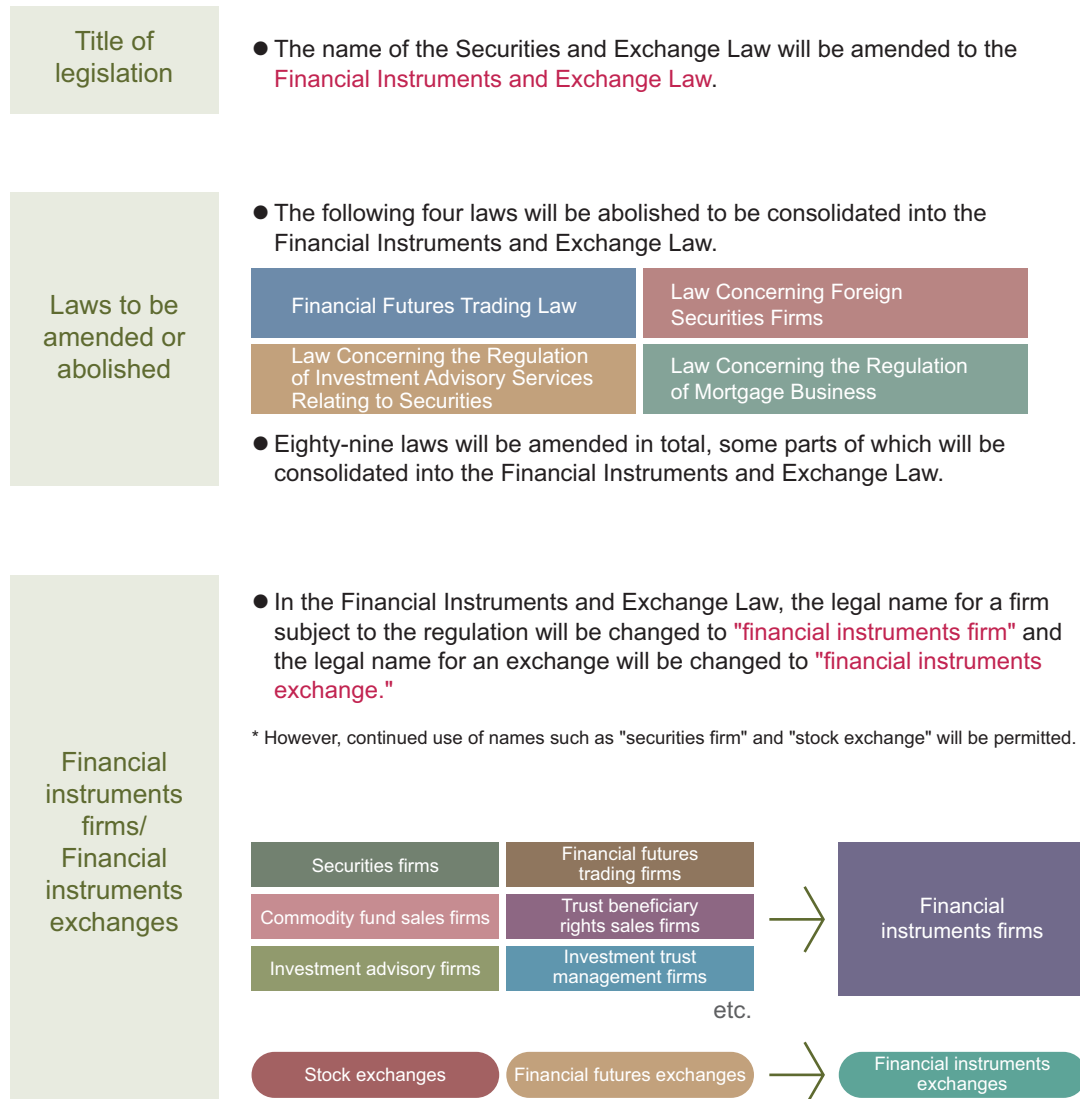 Title of
legislation
● The name of the Securities and Exchange Law will be amended to the
Financial Instruments and Exchange Law.
Laws to be
amended or
abolished
● The following four laws will be abolished to be consolidated into the
Financial Instruments and Exchange Law.
Financial Futures Trading Law
Law Concerning Foreign
Securities Firms
Law Concerning the Regulation
of Investment Advisory Services
Relating to Securities
Law Concerning the Regulation
of Mortgage Business
● Eighty-nine laws will be amended in total, some parts of which will be
consolidated into the Financial Instruments and Exchange Law.
Financial
instruments
firms/
Financial
instruments
exchanges
● In the Financial Instruments and Exchange Law, the legal name for a firm
subject to the regulation will be changed to "financial instruments firm" and
the legal name for an exchange will be changed to "financial instruments
exchange."
* However, continued use of names such as "securities firm" and "stock exchange" will be permitted.
Securities firms
Financial futures
trading firms
Commodity fund sales firms
Trust beneficiary
rights sales firms
Investment advisory firms
Investment trust
management firms
etc.
Financial
instruments firms
Stock exchanges
Financial futures exchanges
Financial instruments
exchanges